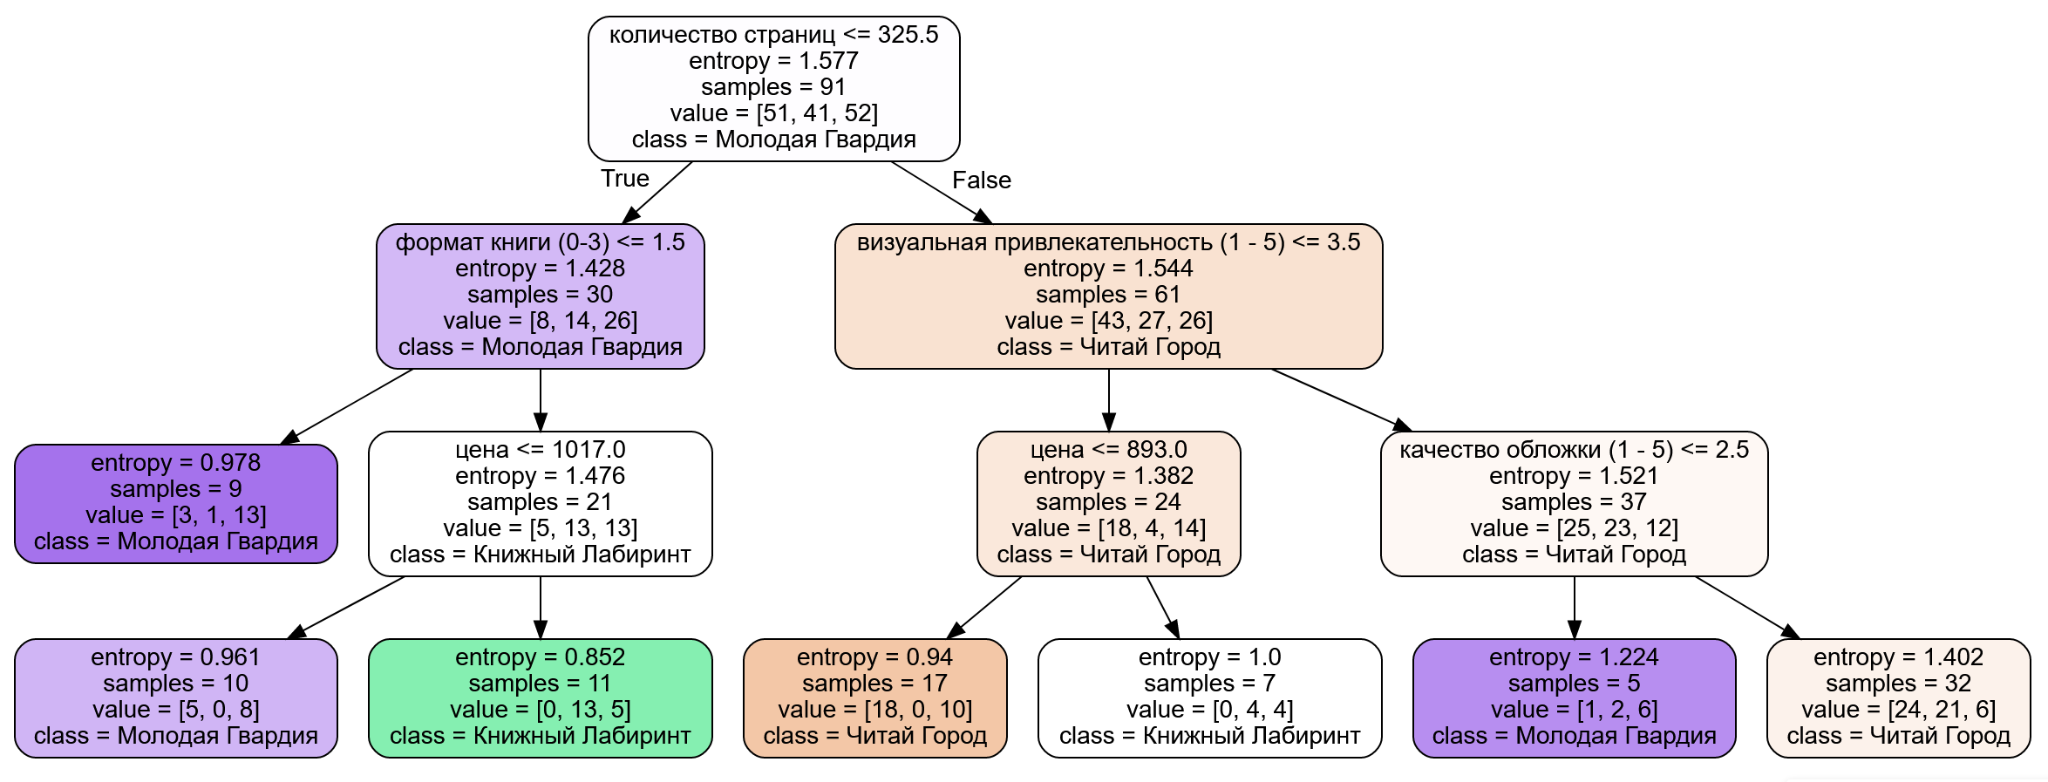 количество страниц <= 325.5
entropy = 1.577
samples = 91
value = [51, 41, 52]
class = Молодая Гвардия
True
False
формат книги (0-3) <= 1.5
entropy = 1.428
samples = 30
value = [8, 14, 26]
class = Молодая Гвардия
визуальная привлекательность (1 - 5) <= 3.5
entropy = 1.544
samples = 61
value = [43, 27, 26]
class = Читай Город
entropy = 0.978
samples = 9
value = [3, 1, 13]
class = Молодая Гвардия
цена <= 1017.0
entropy = 1.476
samples = 21
value = [5, 13, 13]
class = Книжный Лабиринт
цена <= 893.0
entropy = 1.382
samples = 24
value = [18, 4, 14]
class = Читай Город
качество обложки (1 - 5) <= 2.5
entropy = 1.521
samples = 37
value = [25, 23, 12]
class = Читай Город
entropy = 0.961
samples = 10
value = [5, 0, 8]
class = Молодая Гвардия
entropy = 0.852
samples = 11
value = [0, 13, 5]
class = Книжный Лабиринт
entropy = 0.94
samples = 17
value = [18, 0, 10]
class = Читай Город
entropy = 1.0
samples = 7
value = [0, 4, 4]
class = Книжный Лабиринт
entropy = 1.224
samples = 5
value = [1, 2, 6]
class = Молодая Гвардия
entropy = 1.402
samples = 32
value = [24, 21, 6]
class = Читай Город